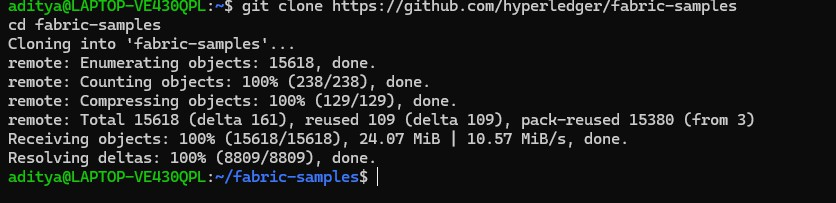 aditya@LAPTOP-VE430QPL:~$ git clone https://github.com/hyperledger/fabric-samples
cd fabric-samples
Cloning into 'fabric-samples'...
remote: Enumerating objects: 15618, done.
remote: Counting objects: 100% (238/238), done.
remote: Compressing objects: 100% (129/129), done.
remote: Total 15618 (delta 161), reused 109 (delta 109), pack-reused 15380 (from 3)
Receiving objects: 100% (15618/15618), 24.07 MiB | 10.57 MiB/s, done.
Resolving deltas: 100% (8809/8809), done.
aditya@LAPTOP-VE430QPL:~/fabric-samples$